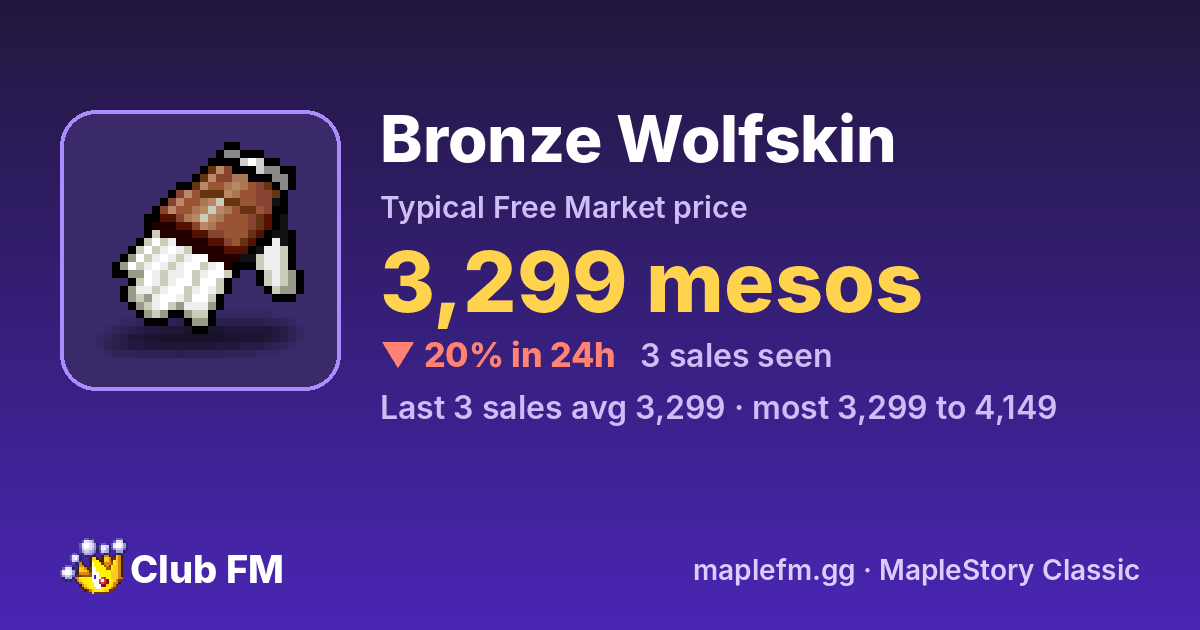 Bronze Wolfskin
Typical Free Market price
3,299 mesos
▼ 20% in 24h 3 sales seen
Last 3 sales avg 3,299 · most 3,299 to 4,149
Club FM
maplefm.gg · MapleStory Classic